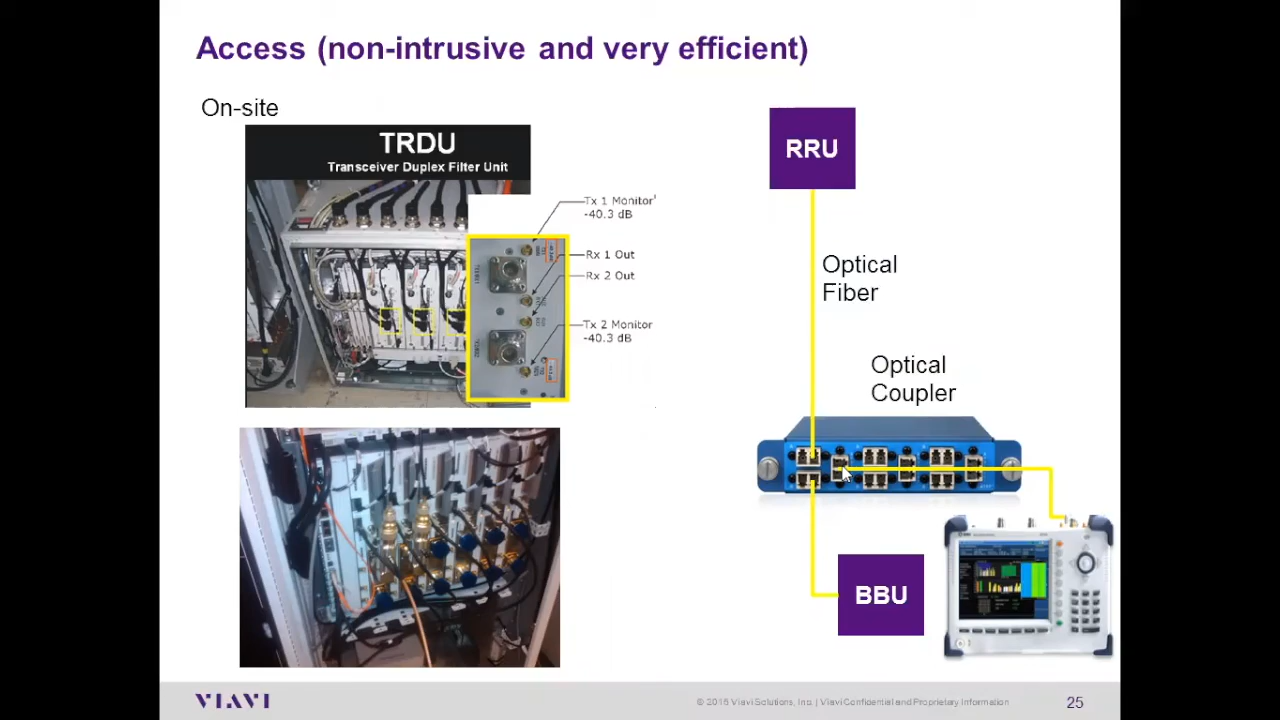 Access (non-intrusive and very efficient)
On-site
TRDU
Transceiver Duplex Filter Unit
Tx 1 Monitor
-40.3 dB
Rx 1 Out
Rx 2 Out
Tx 2 Monitor
-40.3 dB
RRU
Optical
Fiber
Optical
Coupler
BBU
VIAVI
© 2016 Viavi Solutions, Inc. | Viavi Confidential and Proprietary Information
25